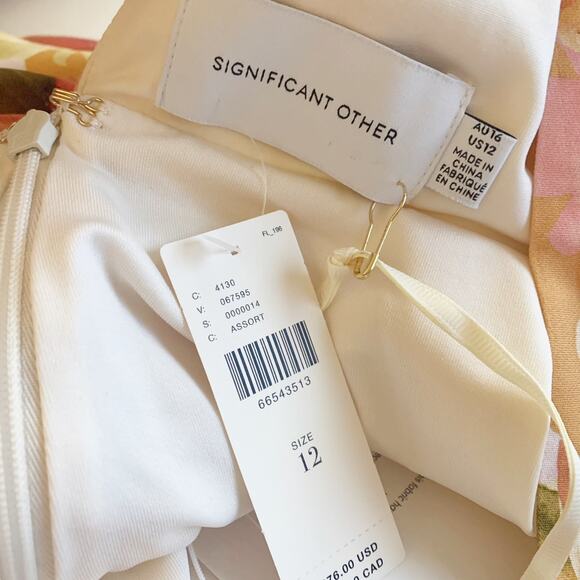 SIGNIFICANT OTHER
AU16
US12
MADE IN
CHINA
FABRIQUÉ
EN CHINE
FL_196
C: 4130
V: 067595
S: 0000014
C: ASSORT
66543513
SIZE
12
76.00 USD
CAD
fabric